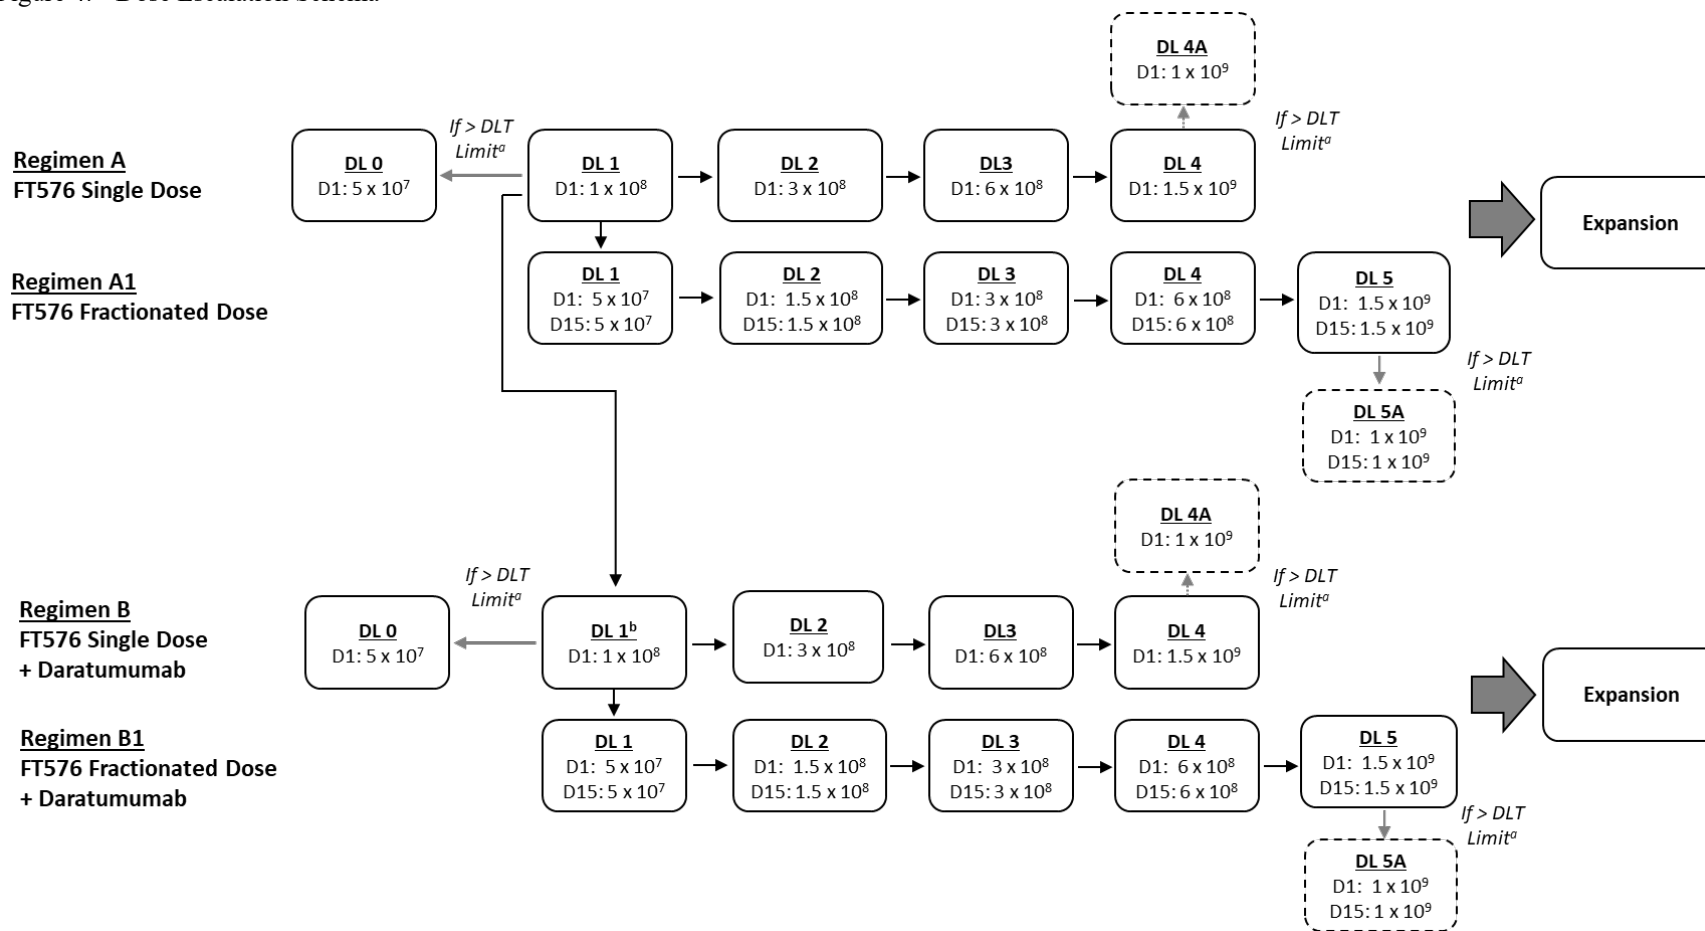 Figure 4. Dose Escalation Schema
DL 4A
D1: 1 x 10⁹
If > DLT
Limitᵃ
If > DLT
Limitᵃ
Regimen A
FT576 Single Dose
DL 0
D1: 5 x 10⁷
DL 1
D1: 1 x 10⁸
DL 2
D1: 3 x 10⁸
DL3
D1: 6 x 10⁸
DL 4
D1: 1.5 x 10⁹
Expansion
Regimen A1
FT576 Fractionated Dose
DL 1
D1: 5 x 10⁷
D15: 5 x 10⁷
DL 2
D1: 1.5 x 10⁸
D15: 1.5 x 10⁸
DL 3
D1: 3 x 10⁸
D15: 3 x 10⁸
DL 4
D1: 6 x 10⁸
D15: 6 x 10⁸
DL 5
D1: 1.5 x 10⁹
D15: 1.5 x 10⁹
If > DLT
Limitᵃ
DL 5A
D1: 1 x 10⁹
D15: 1 x 10⁹
DL 4A
D1: 1 x 10⁹
If > DLT
Limitᵃ
If > DLT
Limitᵃ
Regimen B
FT576 Single Dose
+ Daratumumab
DL 0
D1: 5 x 10⁷
DL 1ᵇ
D1: 1 x 10⁸
DL 2
D1: 3 x 10⁸
DL3
D1: 6 x 10⁸
DL 4
D1: 1.5 x 10⁹
Expansion
Regimen B1
FT576 Fractionated Dose
+ Daratumumab
DL 1
D1: 5 x 10⁷
D15: 5 x 10⁷
DL 2
D1: 1.5 x 10⁸
D15: 1.5 x 10⁸
DL 3
D1: 3 x 10⁸
D15: 3 x 10⁸
DL 4
D1: 6 x 10⁸
D15: 6 x 10⁸
DL 5
D1: 1.5 x 10⁹
D15: 1.5 x 10⁹
If > DLT
Limitᵃ
DL 5A
D1: 1 x 10⁹
D15: 1 x 10⁹